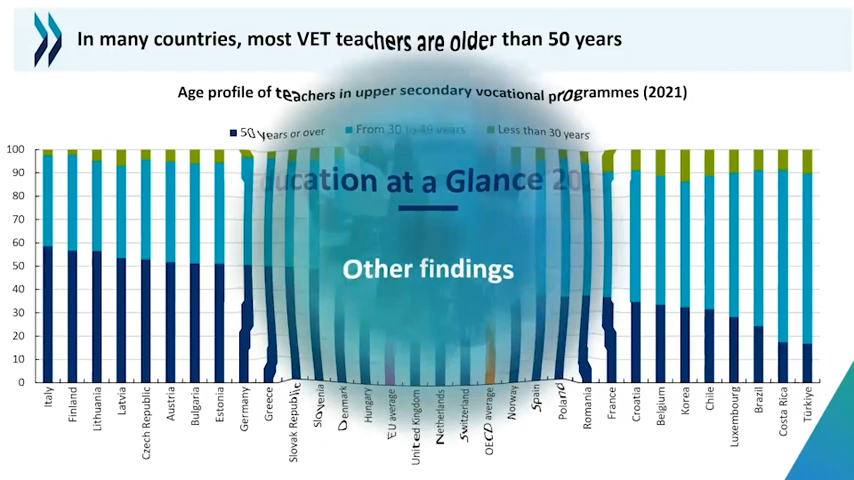 In many countries, most VET teachers are older than 50 years
Age profile of teachers in upper secondary vocational programmes (2021)
50 years or over
From 30 to 49 years
Less than 30 years
Education at a Glance
Other findings
100
90
80
70
60
50
40
30
20
10
0
Italy
Finland
Lithuania
Latvia
Czech Republic
Austria
Bulgaria
Estonia
Germany
Greece
Slovak Republic
Slovenia
Denmark
Hungary
EU average
United Kingdom
Netherlands
Switzerland
OECD average
Norway
Spain
Poland
Romania
France
Croatia
Belgium
Korea
Chile
Luxembourg
Brazil
Costa Rica
Türkiye